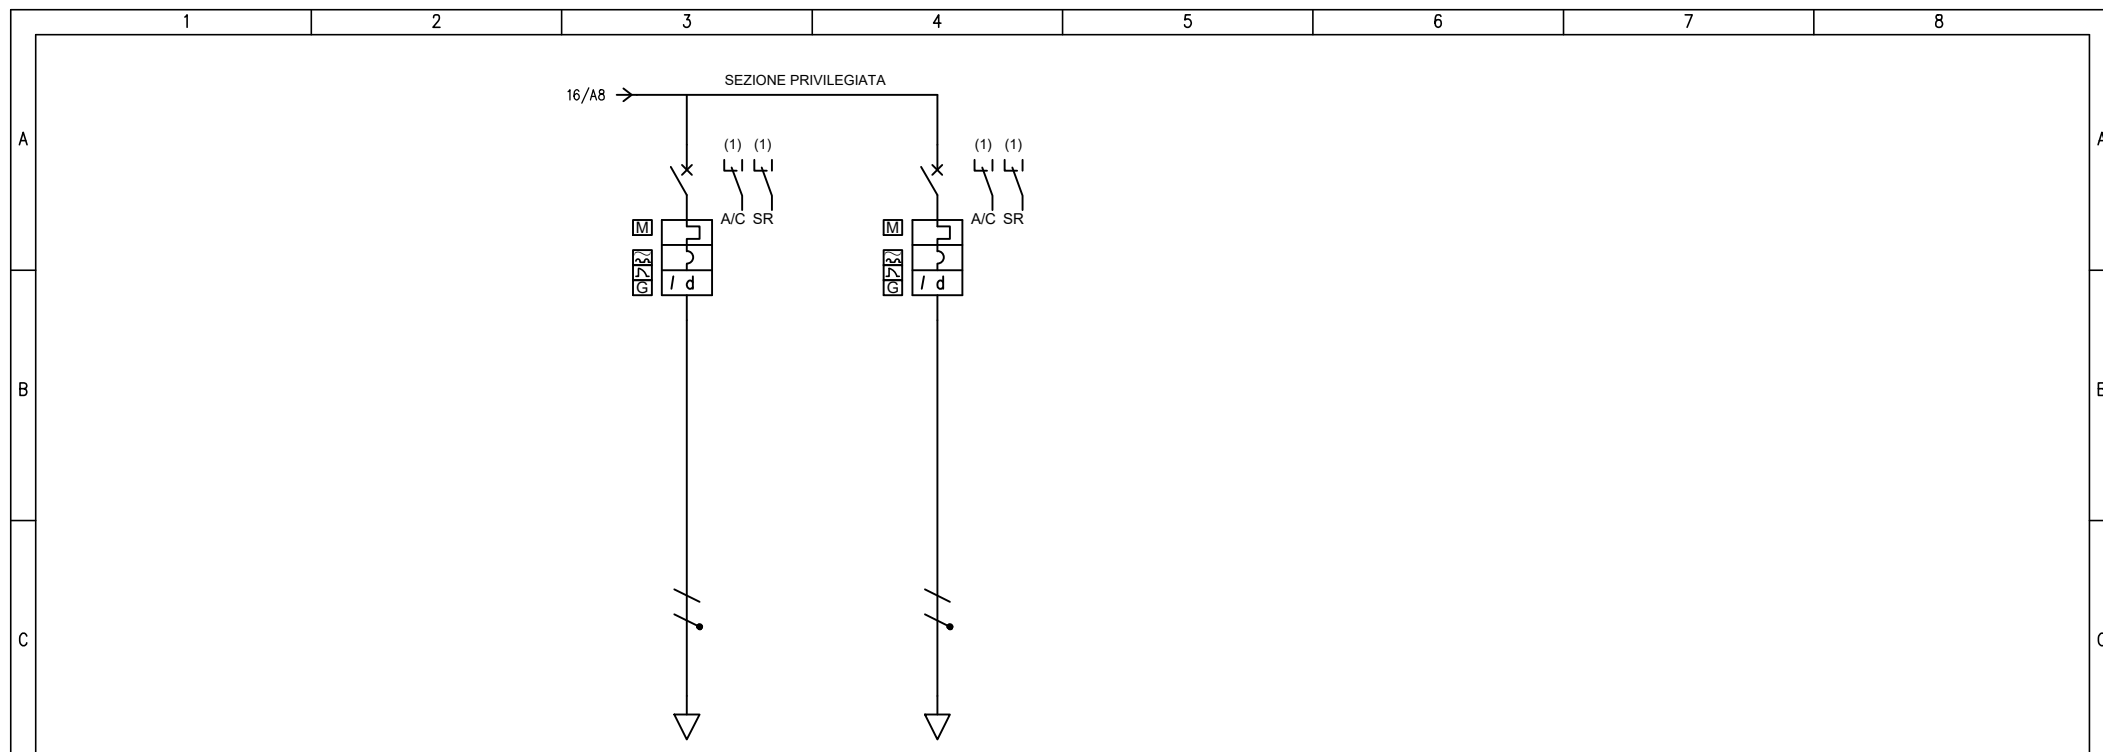 1 2 3 4 5 6 7 8
SEZIONE PRIVILEGIATA
16/A8
A A
(1) (1) (1) (1)
A/C SR A/C SR
M M
G I d G I d
B B
C C